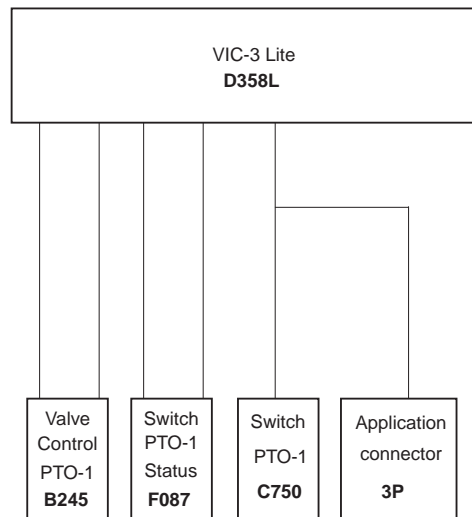 VIC-3 Lite
D358L
Valve
Control
PTO-1
B245
Switch
PTO-1
Status
F087
Switch
PTO-1
C750
Application
connector
3P